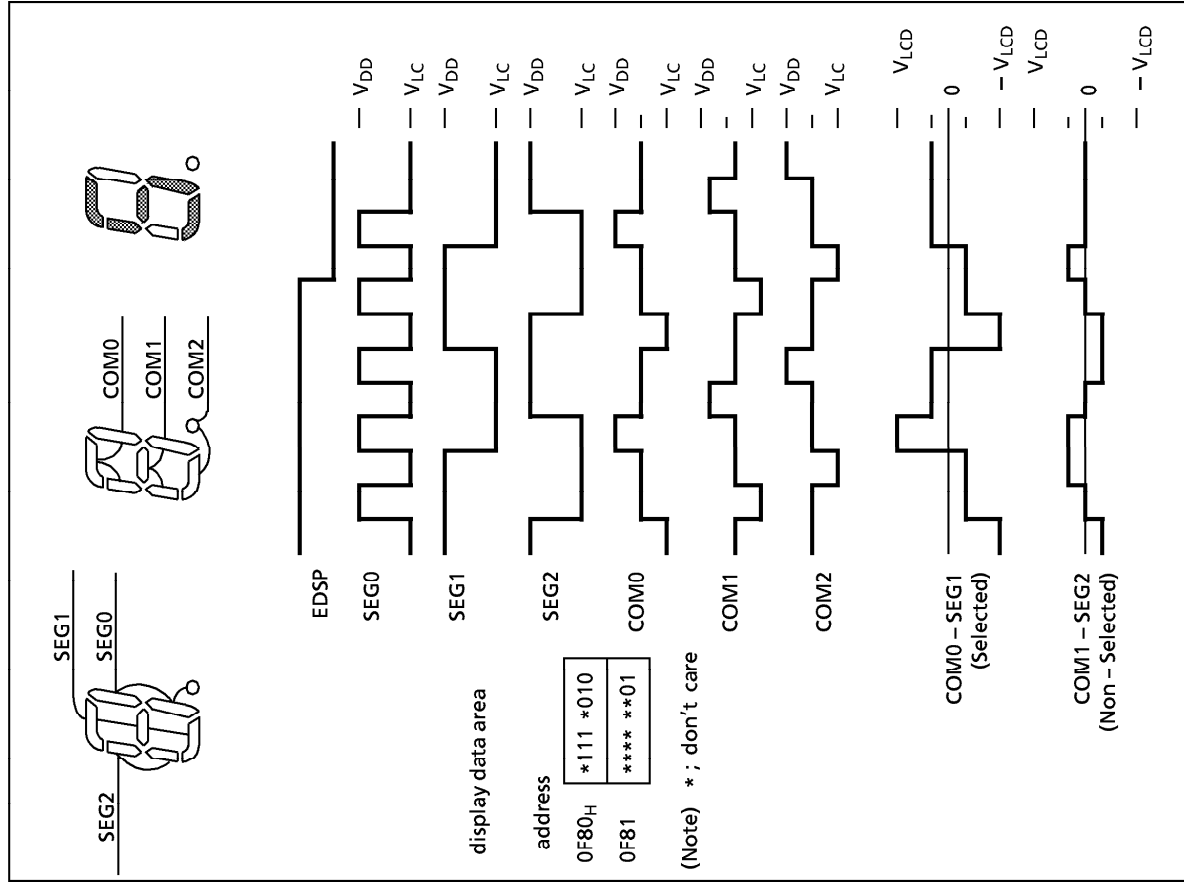 SEG1
SEG0
SEG2
COM0
COM1
COM2
display data area
address
0F80H *111 *010
0F81 **** **01
(Note) * ; don't care
EDSP
SEG0
VDD
VLC
SEG1
VDD
VLC
SEG2
VDD
VLC
COM0
VDD
VLC
COM1
VDD
VLC
COM2
VDD
VLC
COM0 – SEG1
(Selected)
VLCD
0
– VLCD
COM1 – SEG2
(Non – Selected)
VLCD
0
– VLCD